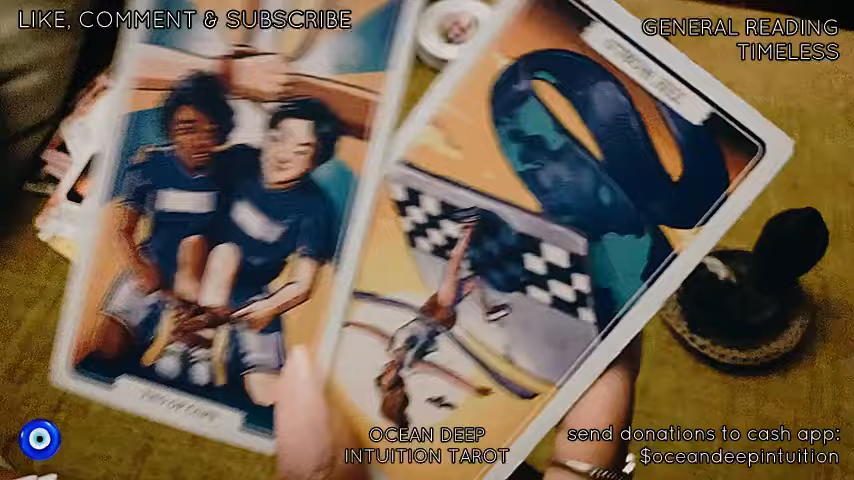 LIKE, COMMENT & SUBSCRIBE
GENERAL READING
TIMELESS
OCEAN DEEP
INTUITION TAROT
send donations to cash app:
$oceandeepintuition